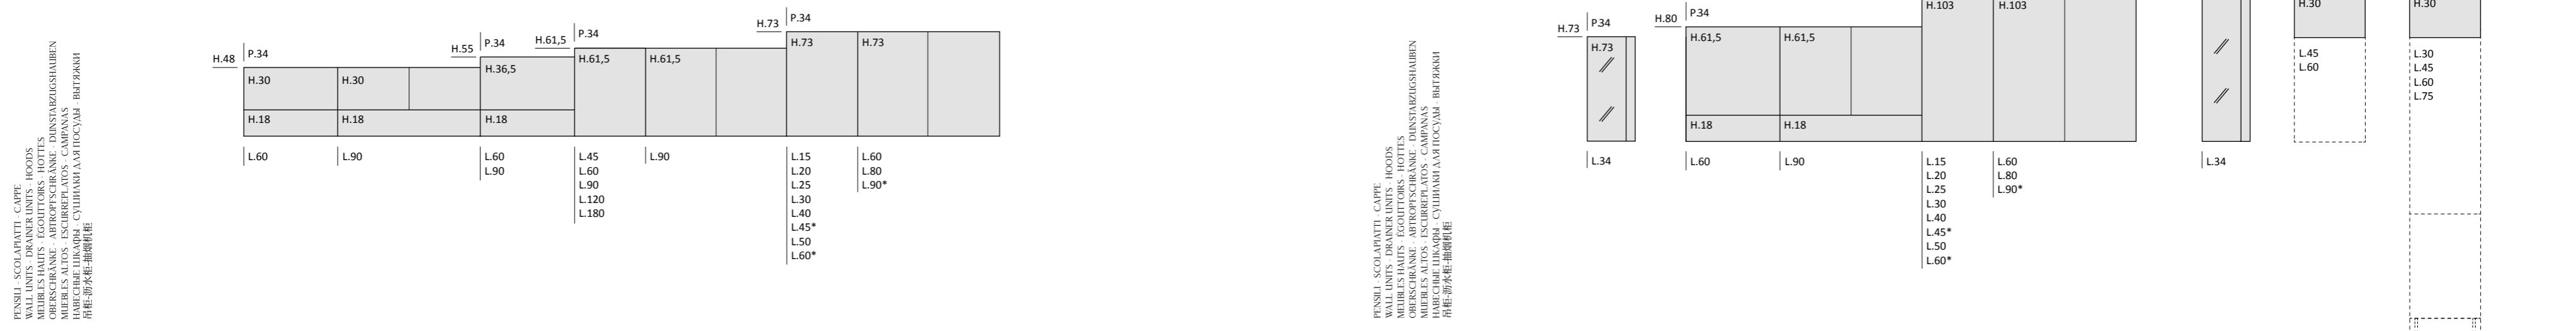 PENSILI · SCOLAPIATTI · CAPPE
WALL UNITS · DRAINER UNITS · HOODS
MEUBLES HAUTS · ÉGOUTTOIRS · HOTTES
OBERSCHRÄNKE · ABTROPFSCHRÄNKE · DUNSTABZUGSHAUBEN
MUEBLES ALTOS · ESCURREPLATOS · CAMPANAS
НАВЕСНЫЕ ШКАФЫ · СУШИЛКИ ДЛЯ ПОСУДЫ · ВЫТЯЖКИ
吊柜-沥水柜-抽烟机柜
H.48
P.34
H.30
H.30
H.18
H.18
L.60
L.90
H.55
P.34
H.36,5
H.18
L.60
L.90
H.61,5
P.34
H.61,5
H.61,5
L.45
L.60
L.90
L.120
L.180
L.90
H.73
P.34
H.73
H.73
L.15
L.20
L.25
L.30
L.40
L.45*
L.50
L.60*
L.60
L.80
L.90*
PENSILI · SCOLAPIATTI · CAPPE
WALL UNITS · DRAINER UNITS · HOODS
MEUBLES HAUTS · ÉGOUTTOIRS · HOTTES
OBERSCHRÄNKE · ABTROPFSCHRÄNKE · DUNSTABZUGSHAUBEN
MUEBLES ALTOS · ESCURREPLATOS · CAMPANAS
НАВЕСНЫЕ ШКАФЫ · СУШИЛКИ ДЛЯ ПОСУДЫ · ВЫТЯЖКИ
吊柜-沥水柜-抽烟机柜
H.73
P.34
H.73
L.34
H.80
P.34
H.61,5
H.61,5
H.18
H.18
L.60
L.90
H.103
H.103
L.15
L.20
L.25
L.30
L.40
L.45*
L.50
L.60*
L.60
L.80
L.90*
L.34
H.30
L.45
L.60
H.30
L.30
L.45
L.60
L.75